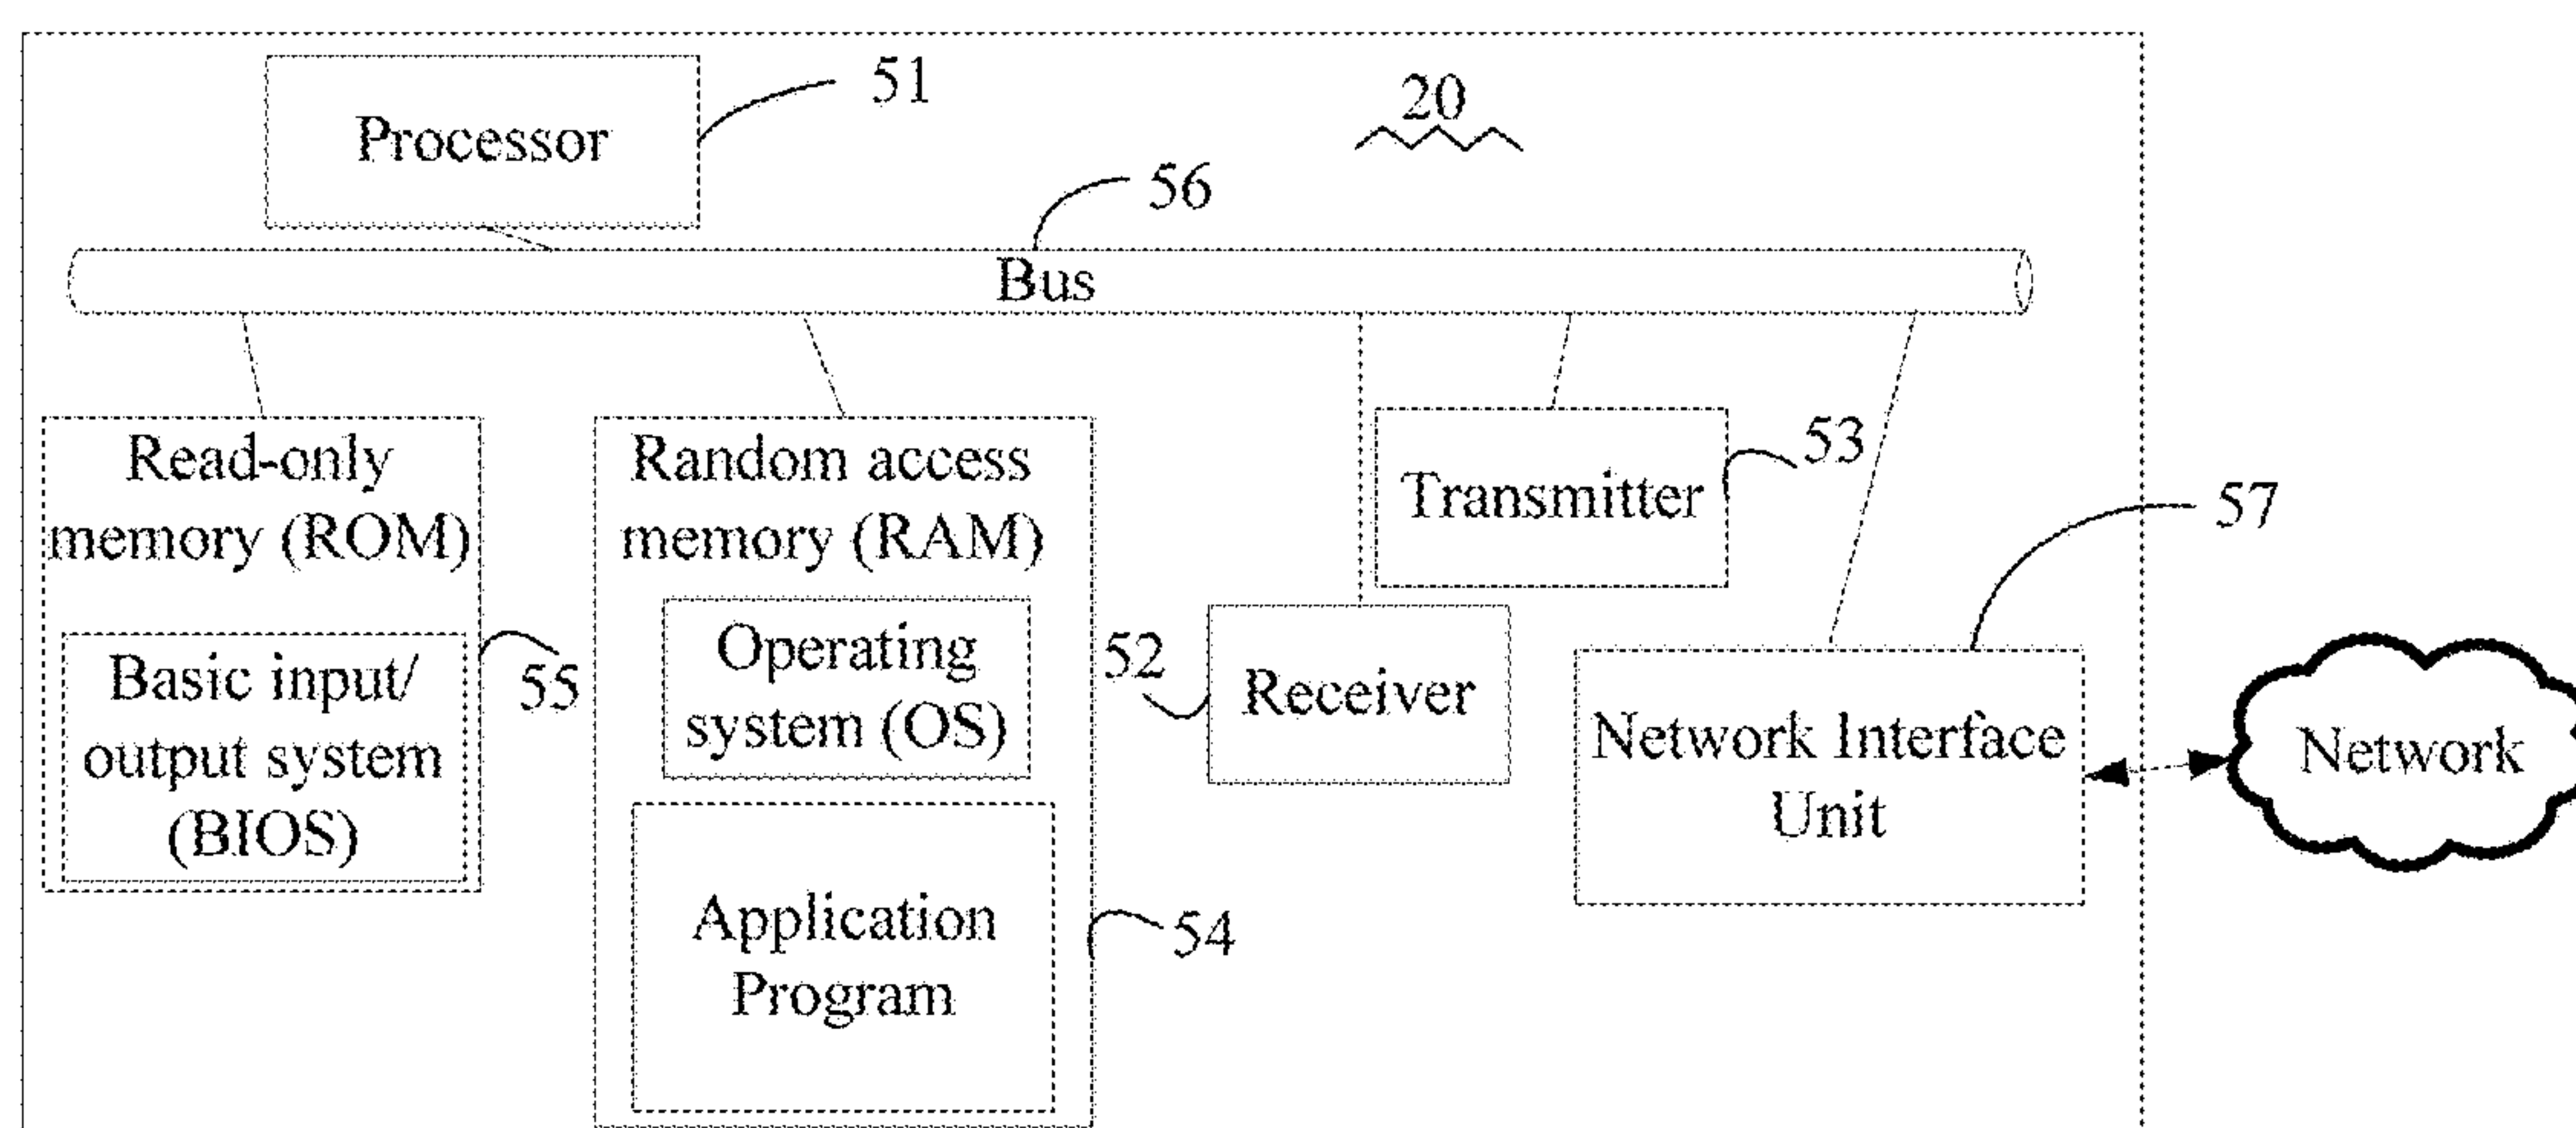 Processor
51
20
56
Bus
Read-only
memory (ROM)
Basic input/
output system
(BIOS)
55
Random access
memory (RAM)
Operating
system (OS)
Application
Program
54
52
Receiver
Transmitter
53
57
Network Interface
Unit
Network